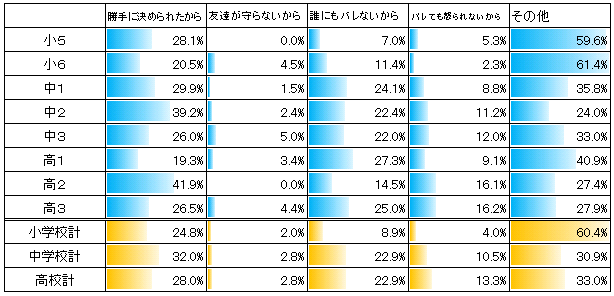 勝手に決められたから 友達が守らないから 誰にもバレないから バレても怒られないから その他
小5 28.1% 0.0% 7.0% 5.3% 59.6%
小6 20.5% 4.5% 11.4% 2.3% 61.4%
中1 29.9% 1.5% 24.1% 8.8% 35.8%
中2 39.2% 2.4% 22.4% 11.2% 24.0%
中3 26.0% 5.0% 22.0% 12.0% 33.0%
高1 19.3% 3.4% 27.3% 9.1% 40.9%
高2 41.9% 0.0% 14.5% 16.1% 27.4%
高3 26.5% 4.4% 25.0% 16.2% 27.9%
小学校計 24.8% 2.0% 8.9% 4.0% 60.4%
中学校計 32.0% 2.8% 22.9% 10.5% 30.9%
高校計 28.0% 2.8% 22.9% 13.3% 33.0%